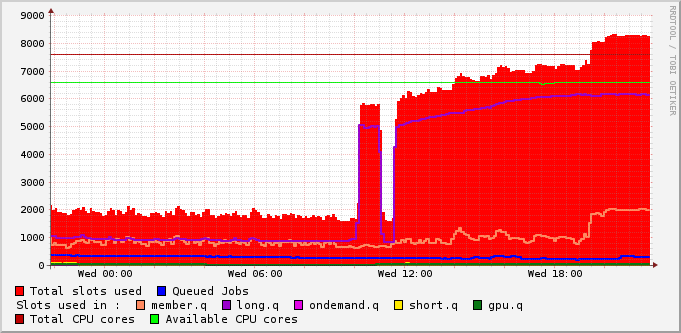 9000
8000
7000
6000
5000
4000
3000
2000
1000
0
Wed 00:00 Wed 06:00 Wed 12:00 Wed 18:00
RRDTOOL / TOBI OETIKER
Total slots used Queued Jobs
Slots used in : member.q long.q ondemand.q short.q gpu.q
Total CPU cores Available CPU cores